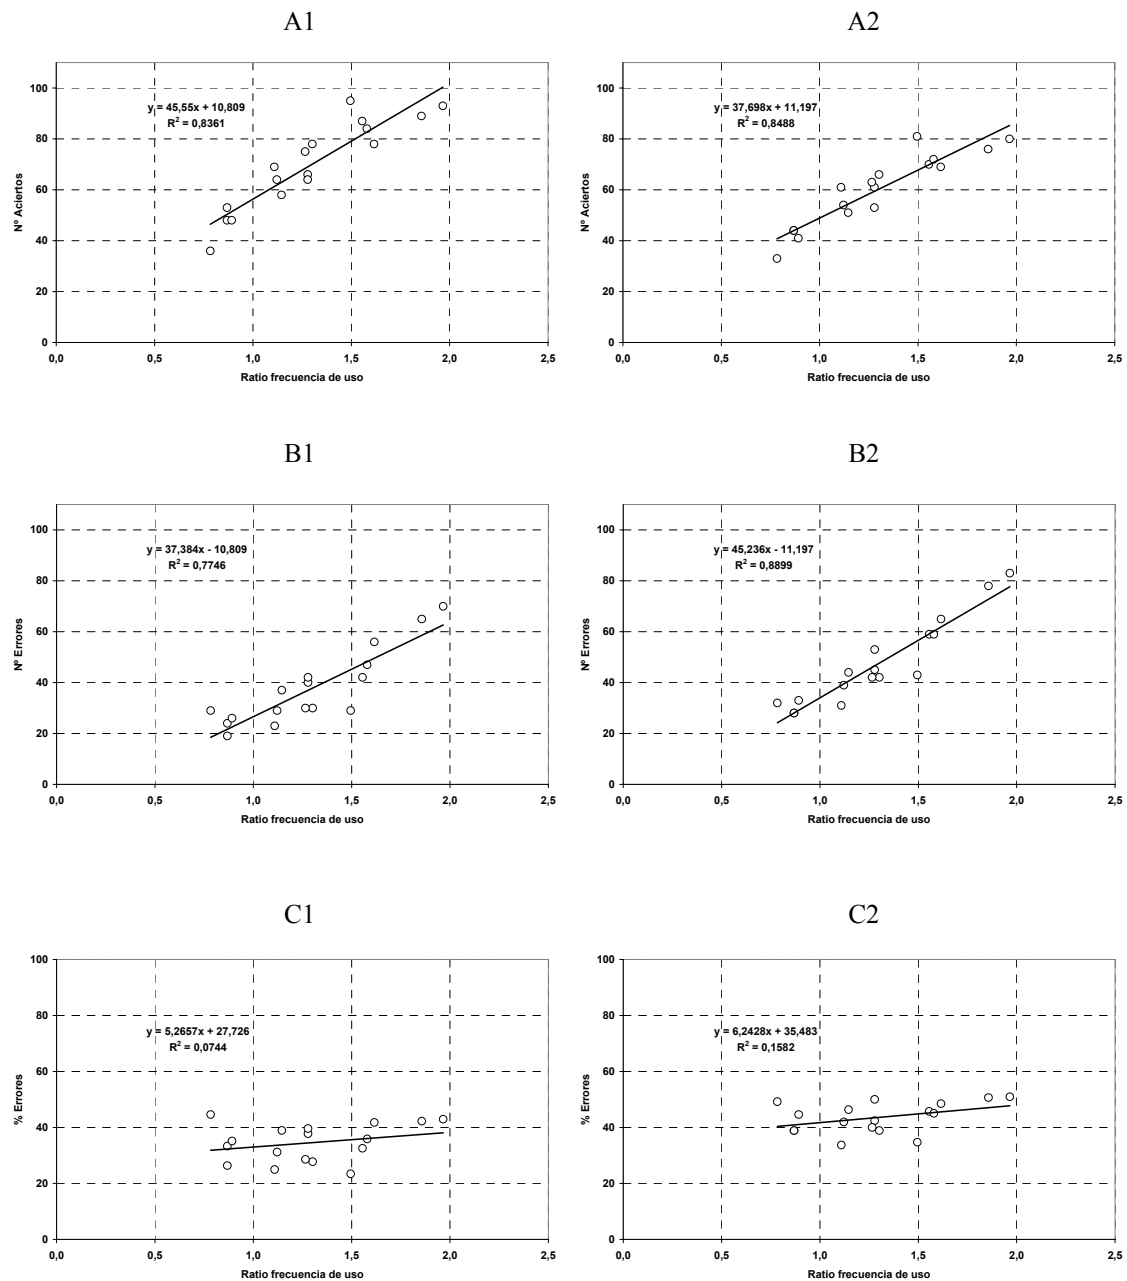 A1
y = 45,55x + 10,809
R² = 0,8361
100
80
60
40
20
0
Nº Aciertos
0,0 0,5 1,0 1,5 2,0 2,5
Ratio frecuencia de uso
A2
y = 37,698x + 11,197
R² = 0,8488
100
80
60
40
20
0
Nº Aciertos
0,0 0,5 1,0 1,5 2,0 2,5
Ratio frecuencia de uso
B1
y = 37,384x - 10,809
R² = 0,7746
100
80
60
40
20
0
Nº Errores
0,0 0,5 1,0 1,5 2,0 2,5
Ratio frecuencia de uso
B2
y = 45,236x - 11,197
R² = 0,8899
100
80
60
40
20
0
Nº Errores
0,0 0,5 1,0 1,5 2,0 2,5
Ratio frecuencia de uso
C1
y = 5,2657x + 27,726
R² = 0,0744
100
80
60
40
20
0
% Errores
0,0 0,5 1,0 1,5 2,0 2,5
Ratio frecuencia de uso
C2
y = 6,2428x + 35,483
R² = 0,1582
100
80
60
40
20
0
% Errores
0,0 0,5 1,0 1,5 2,0 2,5
Ratio frecuencia de uso